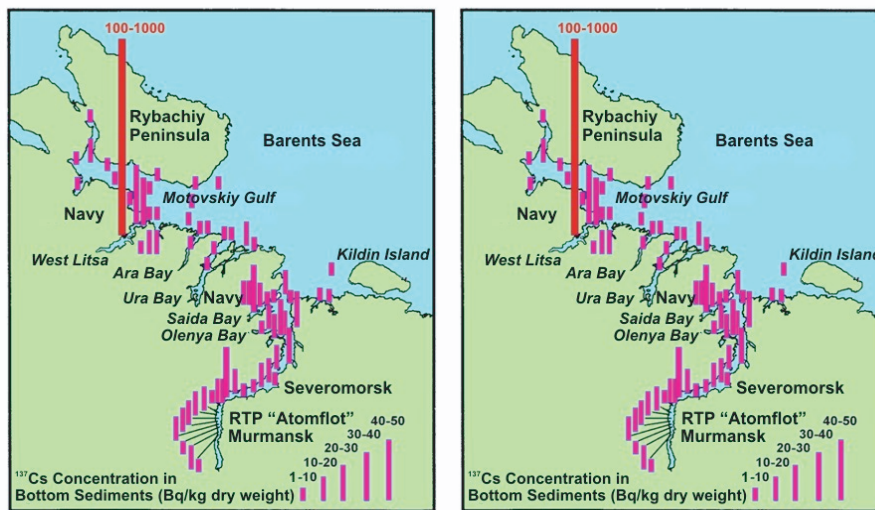 100-1000
Rybachiy
Peninsula
Barents Sea
Motovskiy Gulf
Navy
West Litsa
Kildin Island
Ara Bay
Ura Bay
Navy
Saida Bay
Olenya Bay
Severomorsk
RTP “Atomflot”
Murmansk
40-50
30-40
20-30
10-20
1-10
¹³⁷Cs Concentration in
Bottom Sediments (Bq/kg dry weight)
100-1000
Rybachiy
Peninsula
Barents Sea
Motovskiy Gulf
Navy
West Litsa
Kildin Island
Ara Bay
Ura Bay
Navy
Saida Bay
Olenya Bay
Severomorsk
RTP “Atomflot”
Murmansk
40-50
30-40
20-30
10-20
1-10
¹³⁷Cs Concentration in
Bottom Sediments (Bq/kg dry weight)